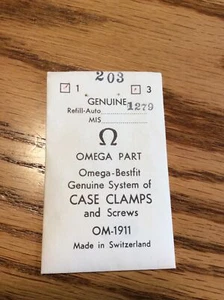 203
1 3
GENUINE
Refill-Auto 1279
MIS
Ω
OMEGA PART
Omega-Bestfit
Genuine System of
CASE CLAMPS
and Screws
OM-1911
Made in Switzerland